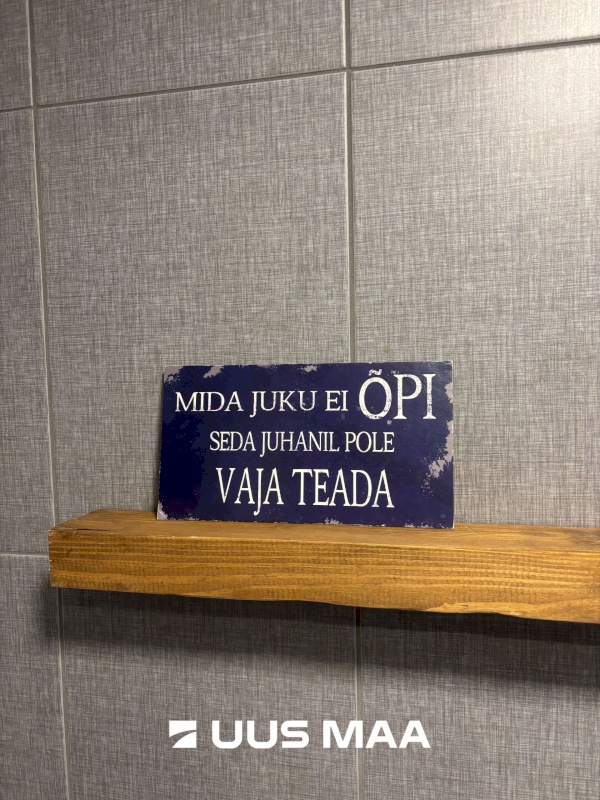 MIDA JUKU EI ÕPI
SEDA JUHANIL POLE
VAJA TEADA
UUS MAA